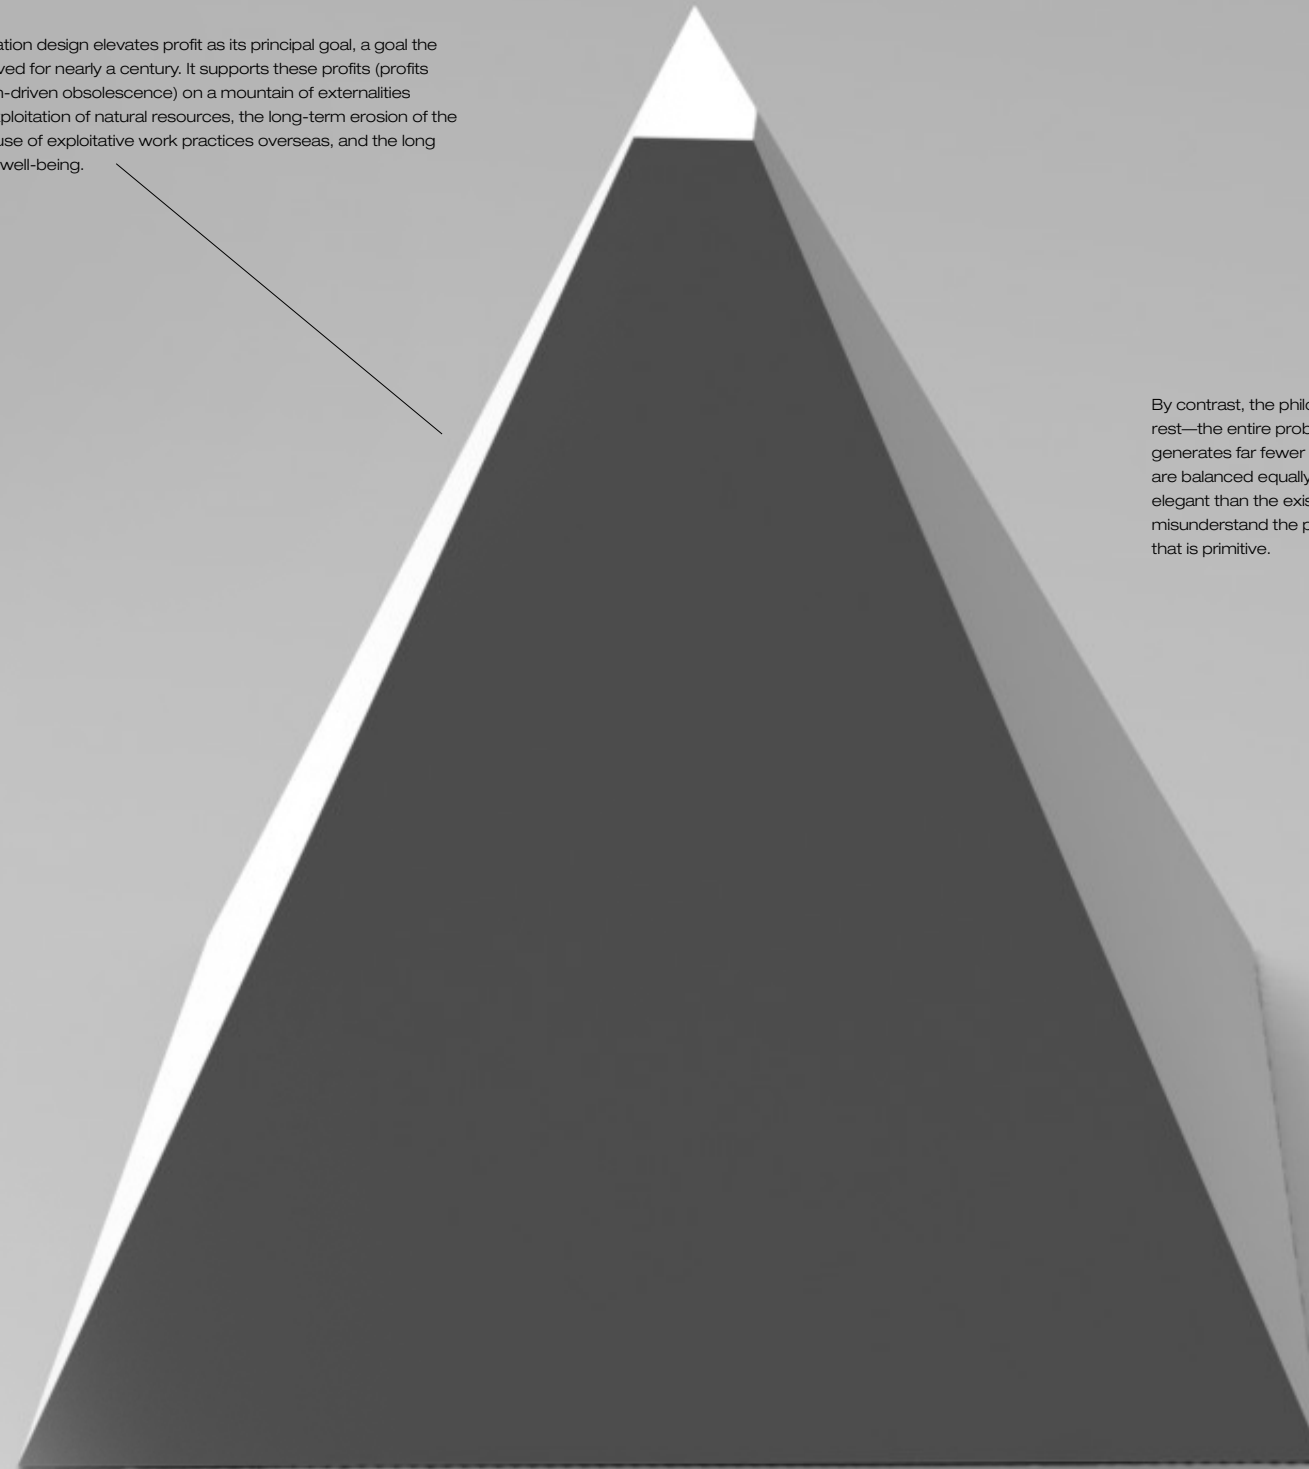 ation design elevates profit as its principal goal, a goal the
ved for nearly a century. It supports these profits (profits
n-driven obsolescence) on a mountain of externalities
ploitation of natural resources, the long-term erosion of the
use of exploitative work practices overseas, and the long
well-being.
By contrast, the philo
rest—the entire prob
generates far fewer
are balanced equally
elegant than the exis
misunderstand the p
that is primitive.